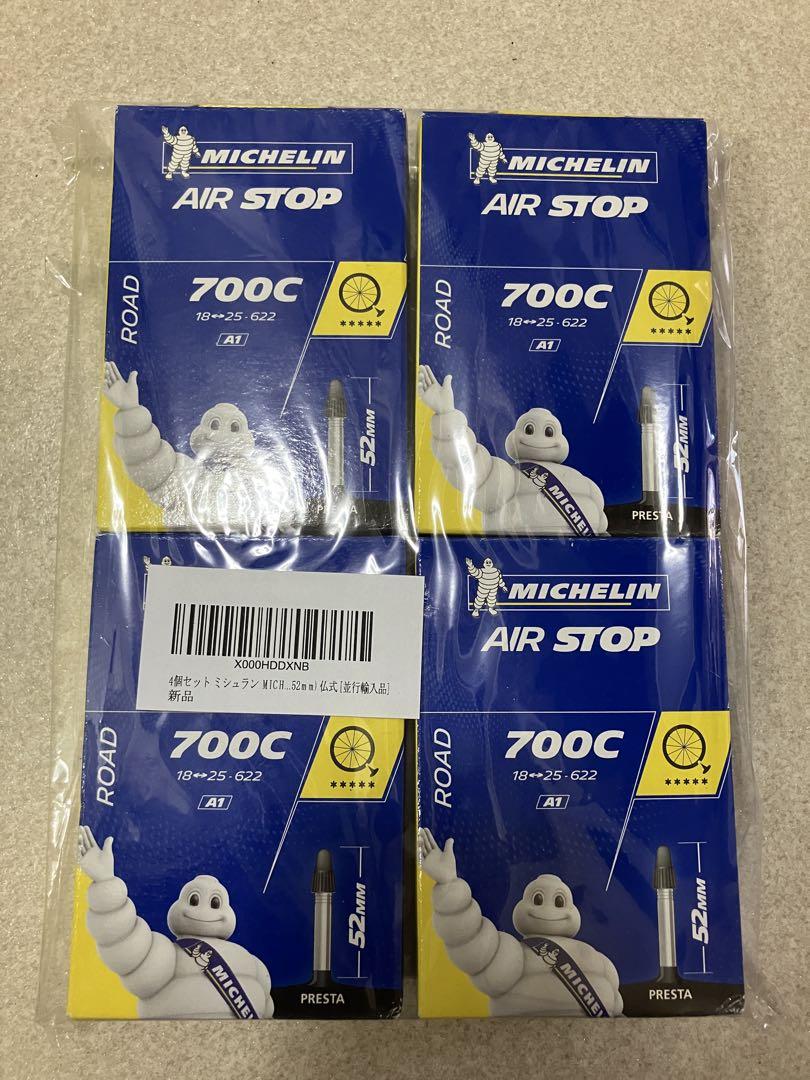 MICHELIN
AIR STOP
ROAD
700C
18↔25-622
A1
★★★★★
52MM
PRESTA
MICHELIN
AIR STOP
ROAD
700C
18↔25-622
A1
★★★★★
52MM
MICHELIN
PRESTA
X000HDDXNB
4個セット ミシュラン MICH...52mm) 仏式[並行輸入品]
新品
ROAD
700C
18↔25-622
A1
★★★★★
52MM
MICHE
PRESTA
MICHELIN
AIR STOP
ROAD
700C
18↔25-622
A1
★★★★★
52MM
MICHEL
PRESTA